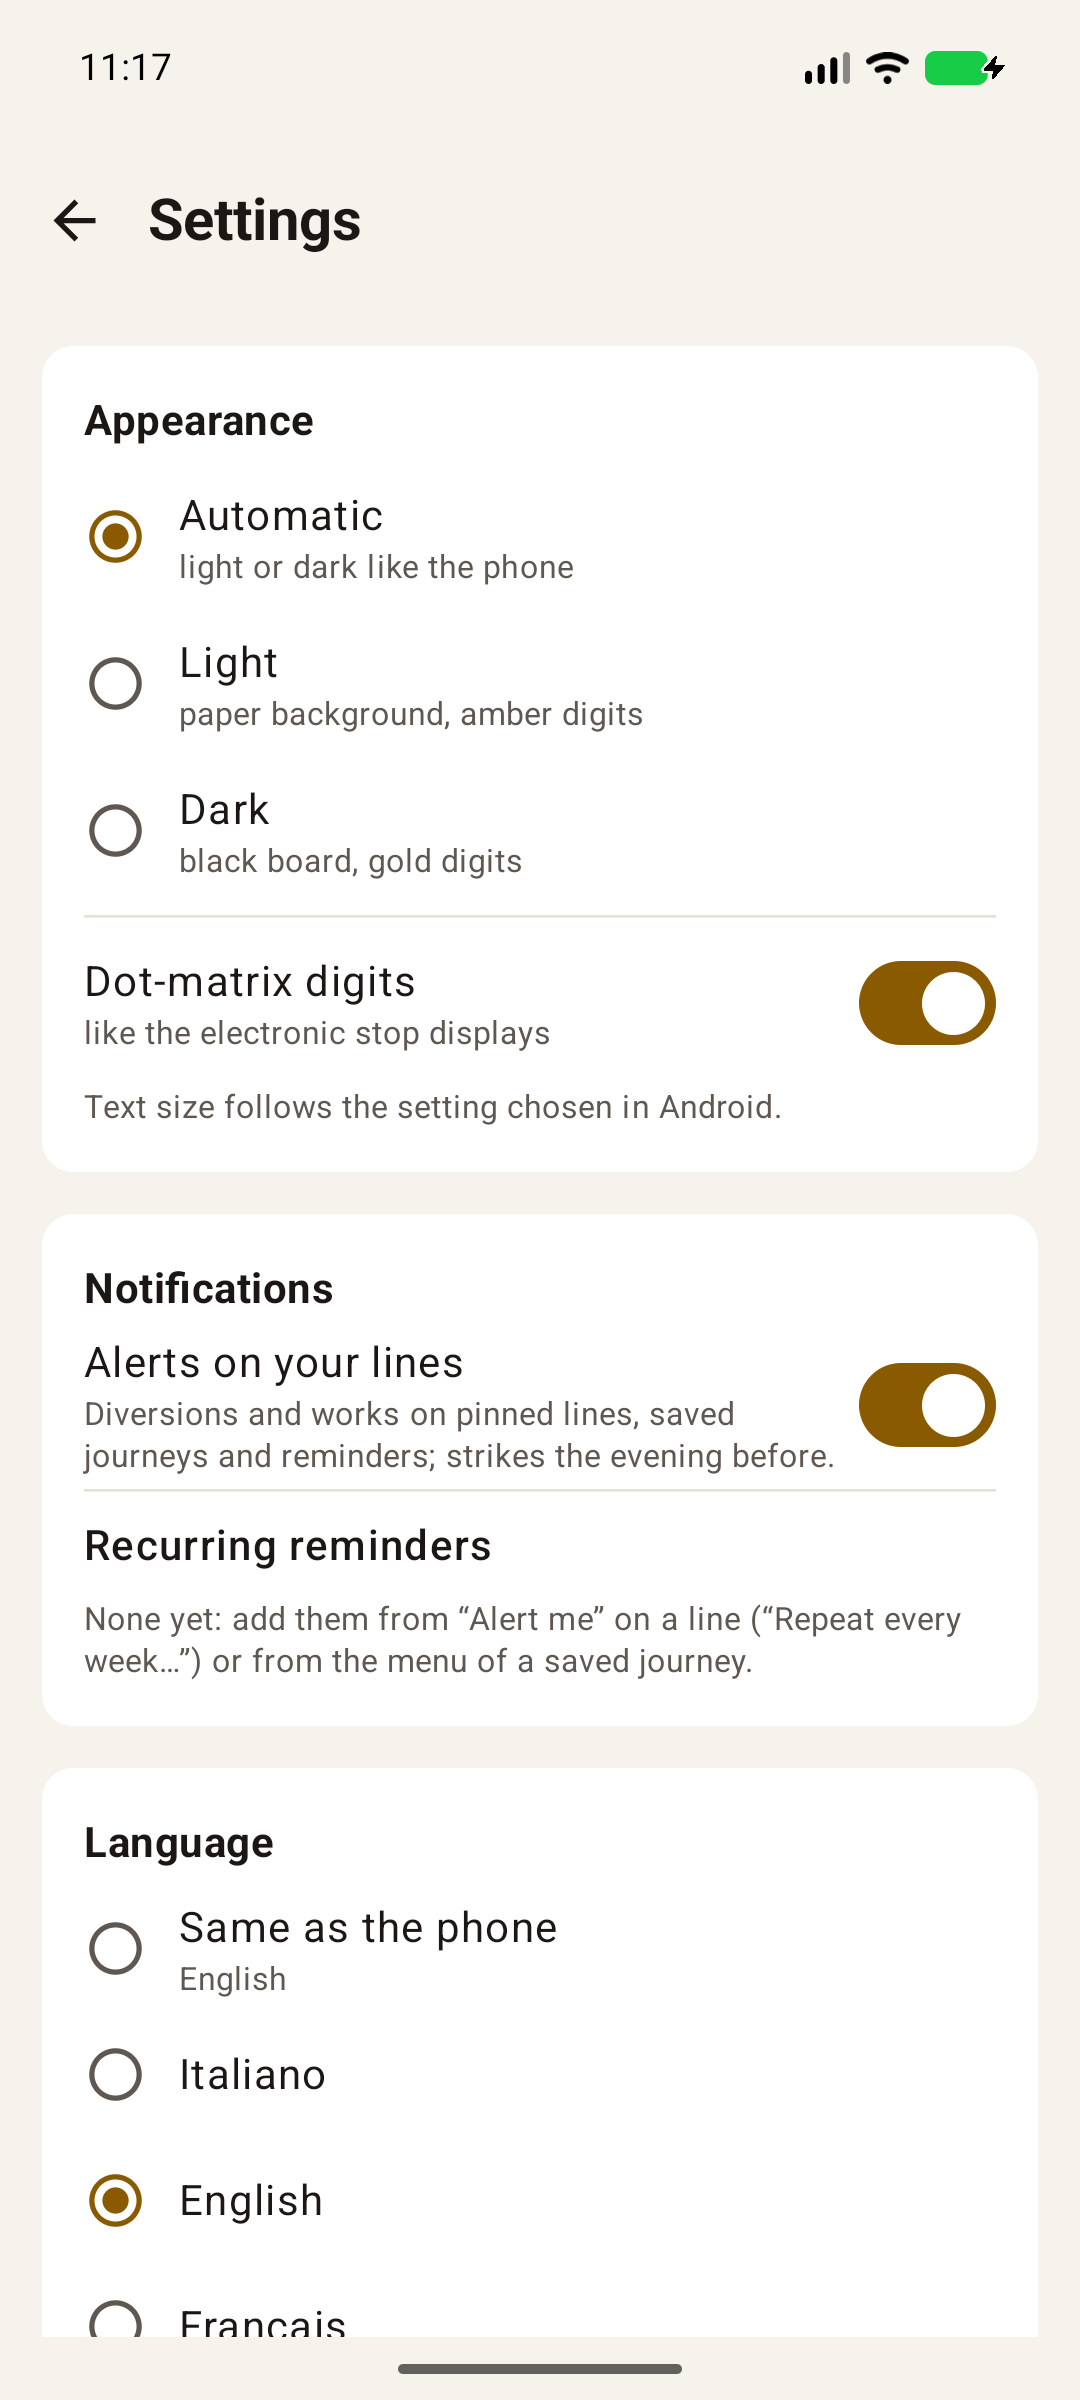 11:17
Settings
Appearance
Automatic
light or dark like the phone
Light
paper background, amber digits
Dark
black board, gold digits
Dot-matrix digits
like the electronic stop displays
Text size follows the setting chosen in Android.
Notifications
Alerts on your lines
Diversions and works on pinned lines, saved
journeys and reminders; strikes the evening before.
Recurring reminders
None yet: add them from “Alert me” on a line (“Repeat every
week…”) or from the menu of a saved journey.
Language
Same as the phone
English
Italiano
English
Français